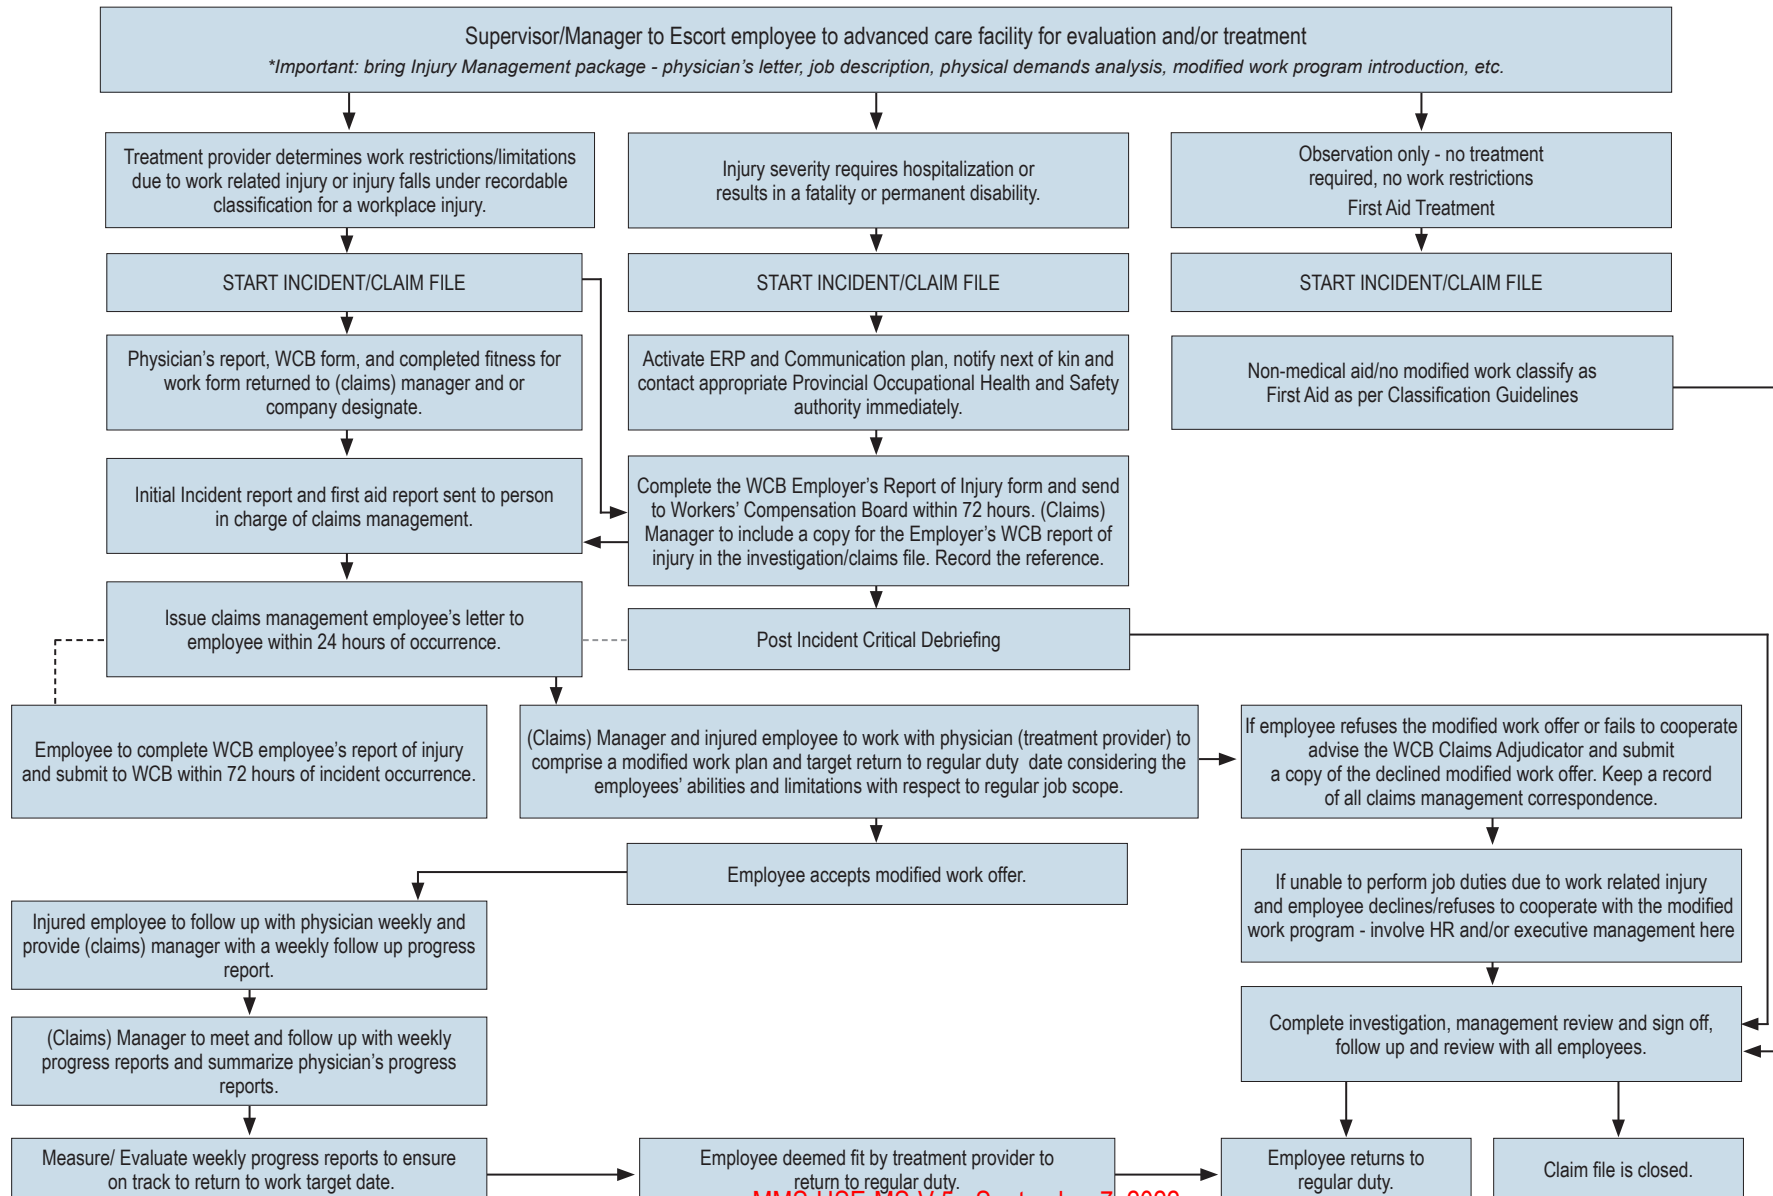 Supervisor/Manager to Escort employee to advanced care facility for evaluation and/or treatment
*Important: bring Injury Management package - physician's letter, job description, physical demands analysis, modified work program introduction, etc.
Treatment provider determines work restrictions/limitations
due to work related injury or injury falls under recordable
classification for a workplace injury.
Injury severity requires hospitalization or
results in a fatality or permanent disability.
Observation only - no treatment
required, no work restrictions
First Aid Treatment
START INCIDENT/CLAIM FILE
START INCIDENT/CLAIM FILE
START INCIDENT/CLAIM FILE
Physician's report, WCB form, and completed fitness for
work form returned to (claims) manager and or
company designate.
Activate ERP and Communication plan, notify next of kin and
contact appropriate Provincial Occupational Health and Safety
authority immediately.
Non-medical aid/no modified work classify as
First Aid as per Classification Guidelines
Initial Incident report and first aid report sent to person
in charge of claims management.
Complete the WCB Employer's Report of Injury form and send
to Workers' Compensation Board within 72 hours. (Claims)
Manager to include a copy for the Employer's WCB report of
injury in the investigation/claims file. Record the reference.
Issue claims management employee's letter to
employee within 24 hours of occurrence.
Post Incident Critical Debriefing
Employee to complete WCB employee's report of injury
and submit to WCB within 72 hours of incident occurrence.
(Claims) Manager and injured employee to work with physician (treatment provider) to
comprise a modified work plan and target return to regular duty date considering the
employees' abilities and limitations with respect to regular job scope.
If employee refuses the modified work offer or fails to cooperate
advise the WCB Claims Adjudicator and submit
a copy of the declined modified work offer. Keep a record
of all claims management correspondence.
Employee accepts modified work offer.
If unable to perform job duties due to work related injury
and employee declines/refuses to cooperate with the modified
work program - involve HR and/or executive management here
Injured employee to follow up with physician weekly and
provide (claims) manager with a weekly follow up progress
report.
Complete investigation, management review and sign off,
follow up and review with all employees.
(Claims) Manager to meet and follow up with weekly
progress reports and summarize physician's progress
reports.
Measure/ Evaluate weekly progress reports to ensure
on track to return to work target date.
Employee deemed fit by treatment provider to
return to regular duty.
Employee returns to
regular duty.
Claim file is closed.